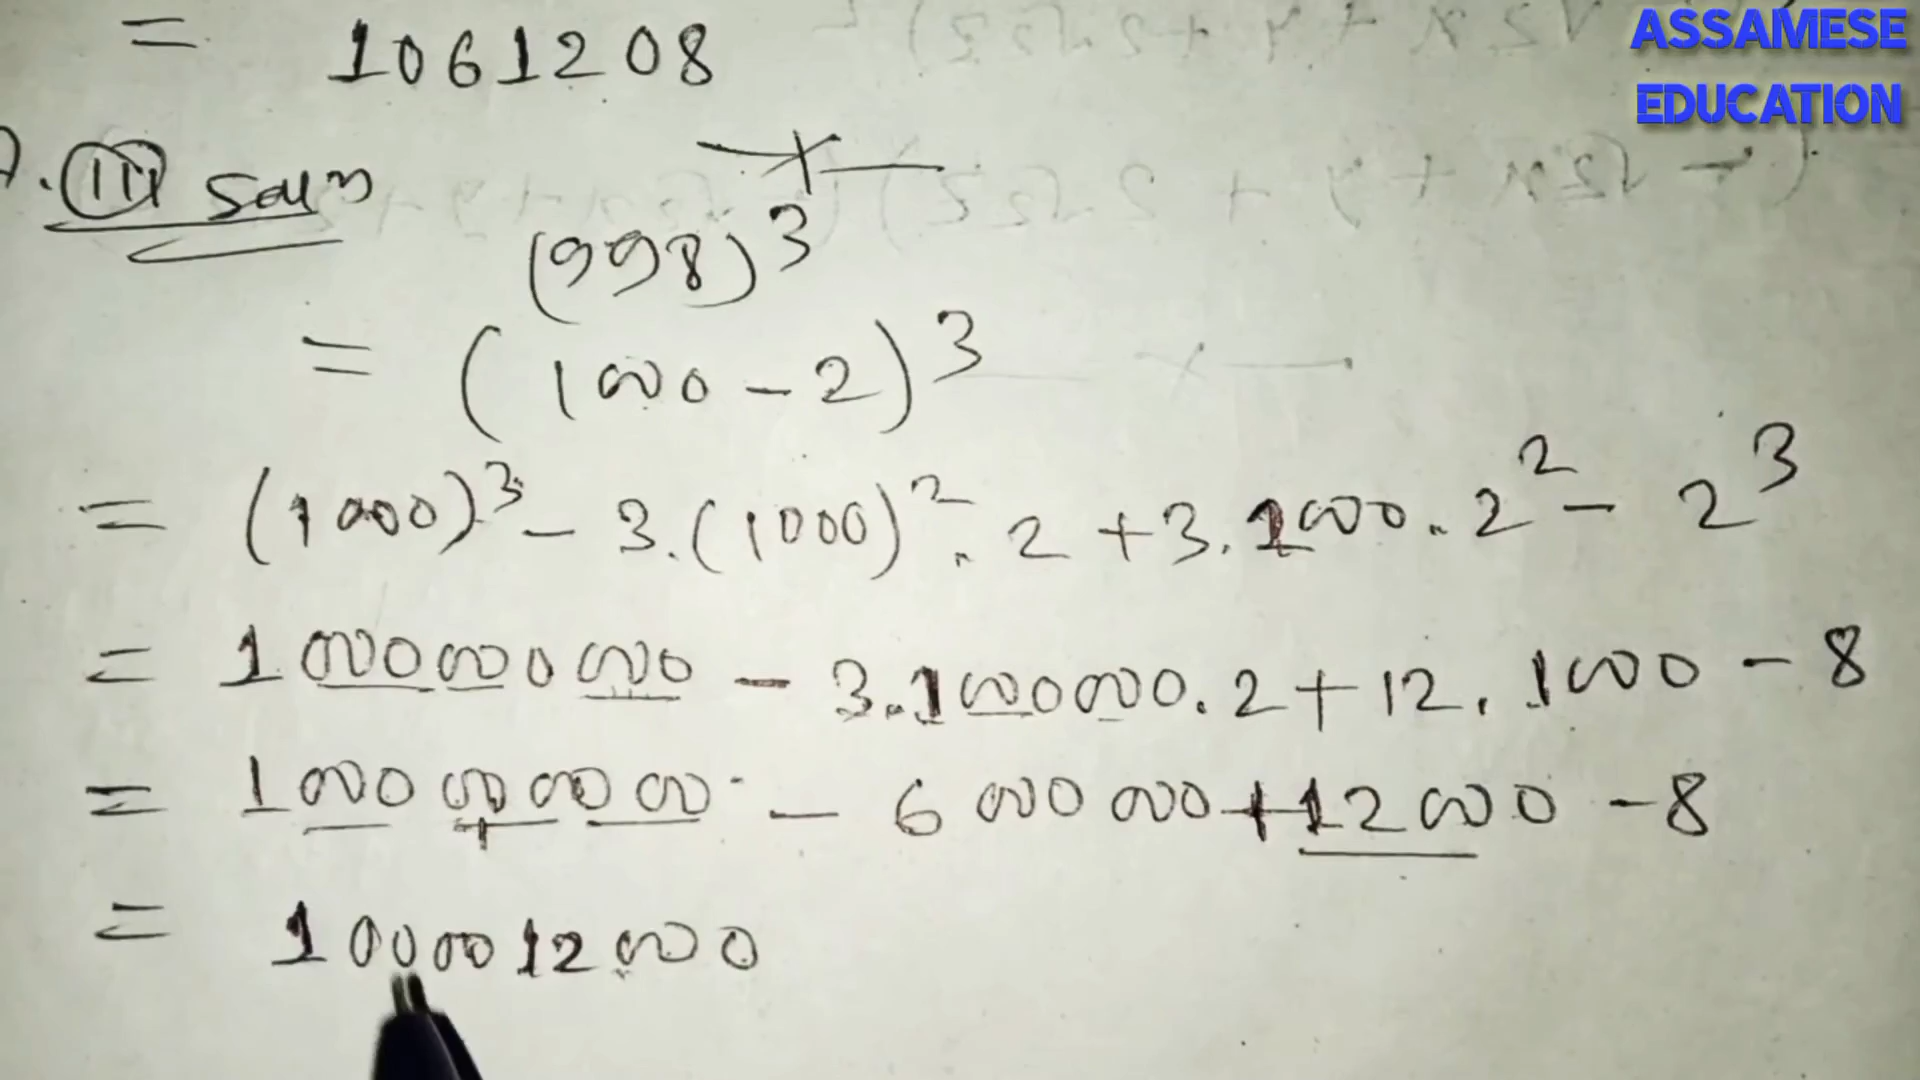 ASSAMESE
EDUCATION
= 1061208
(iii) Soln
(998)³
= (1000 - 2)³
= (1000)³ - 3.(1000)².2 + 3.1000.2² - 2³
= 1000000000 - 3.1000000.2 + 12.1000 - 8
= 1000000000 - 6000000 + 12000 - 8
= 1000012000